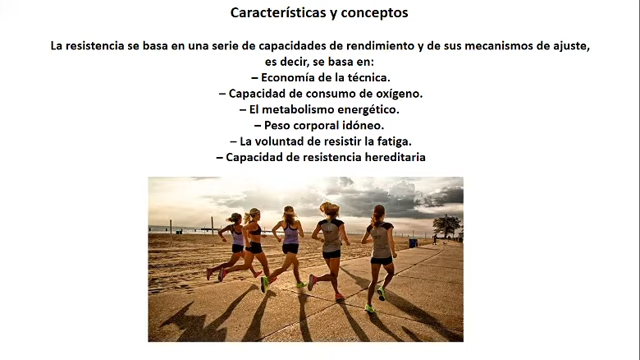 Características y conceptos
La resistencia se basa en una serie de capacidades de rendimiento y de sus mecanismos de ajuste,
es decir, se basa en:
– Economía de la técnica.
– Capacidad de consumo de oxígeno.
– El metabolismo energético.
– Peso corporal idóneo.
– La voluntad de resistir la fatiga.
– Capacidad de resistencia hereditaria